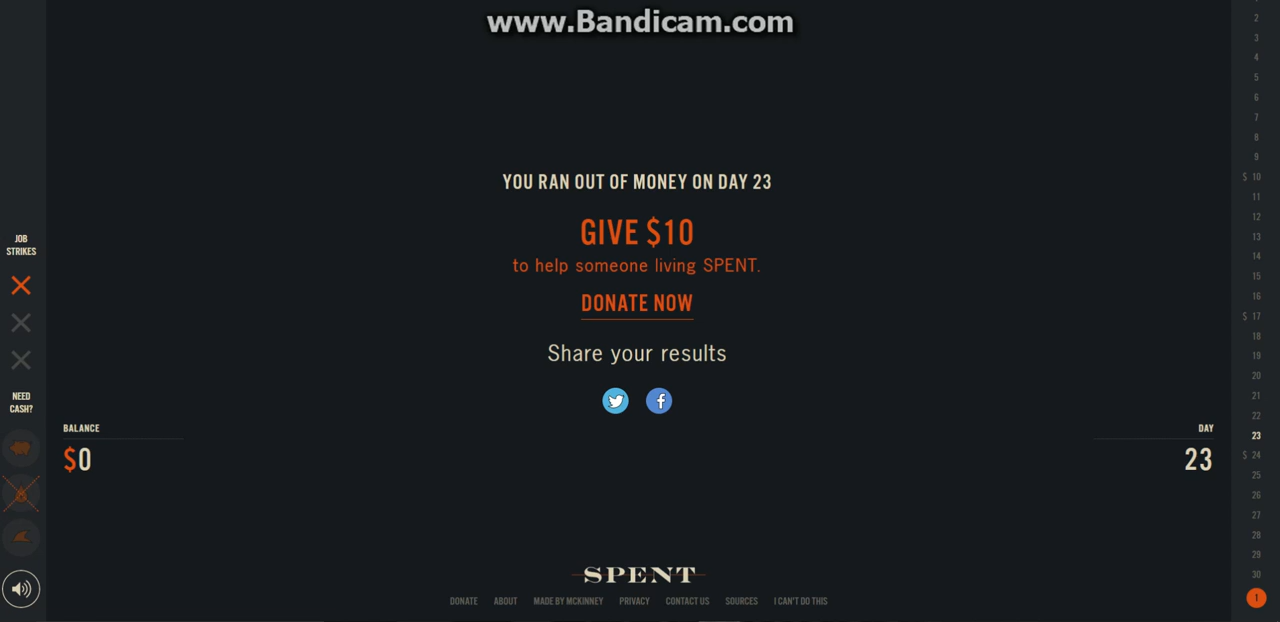 www.Bandicam.com
YOU RAN OUT OF MONEY ON DAY 23
GIVE $10
to help someone living SPENT.
DONATE NOW
Share your results
JOB
STRIKES
NEED
CASH?
BALANCE
$0
DAY
23
2
3
4
5
6
7
8
9
$ 10
11
12
13
14
15
16
$ 17
18
19
20
21
22
23
$ 24
25
26
27
28
29
30
1
SPENT
DONATE ABOUT MADE BY MCKINNEY PRIVACY CONTACT US SOURCES I CAN'T DO THIS